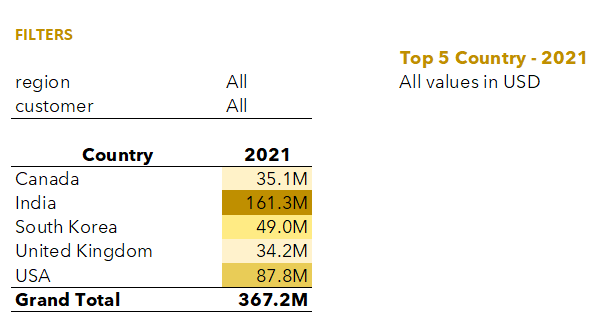 FILTERS
Top 5 Country - 2021
region All All values in USD
customer All
Country 2021
Canada 35.1M
India 161.3M
South Korea 49.0M
United Kingdom 34.2M
USA 87.8M
Grand Total 367.2M